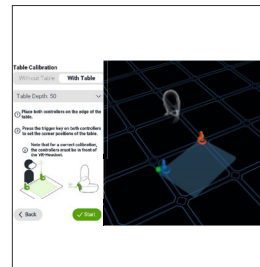 Table Calibration
Without Table
With Table
Table Depth: 50
1 Place both controllers on the edge of the
table.
2 Press the trigger key on both controllers
to set the corner positions of the table.
Note that for a correct calibration,
the controllers must be in front of
the VR-Headset.
Back
Start